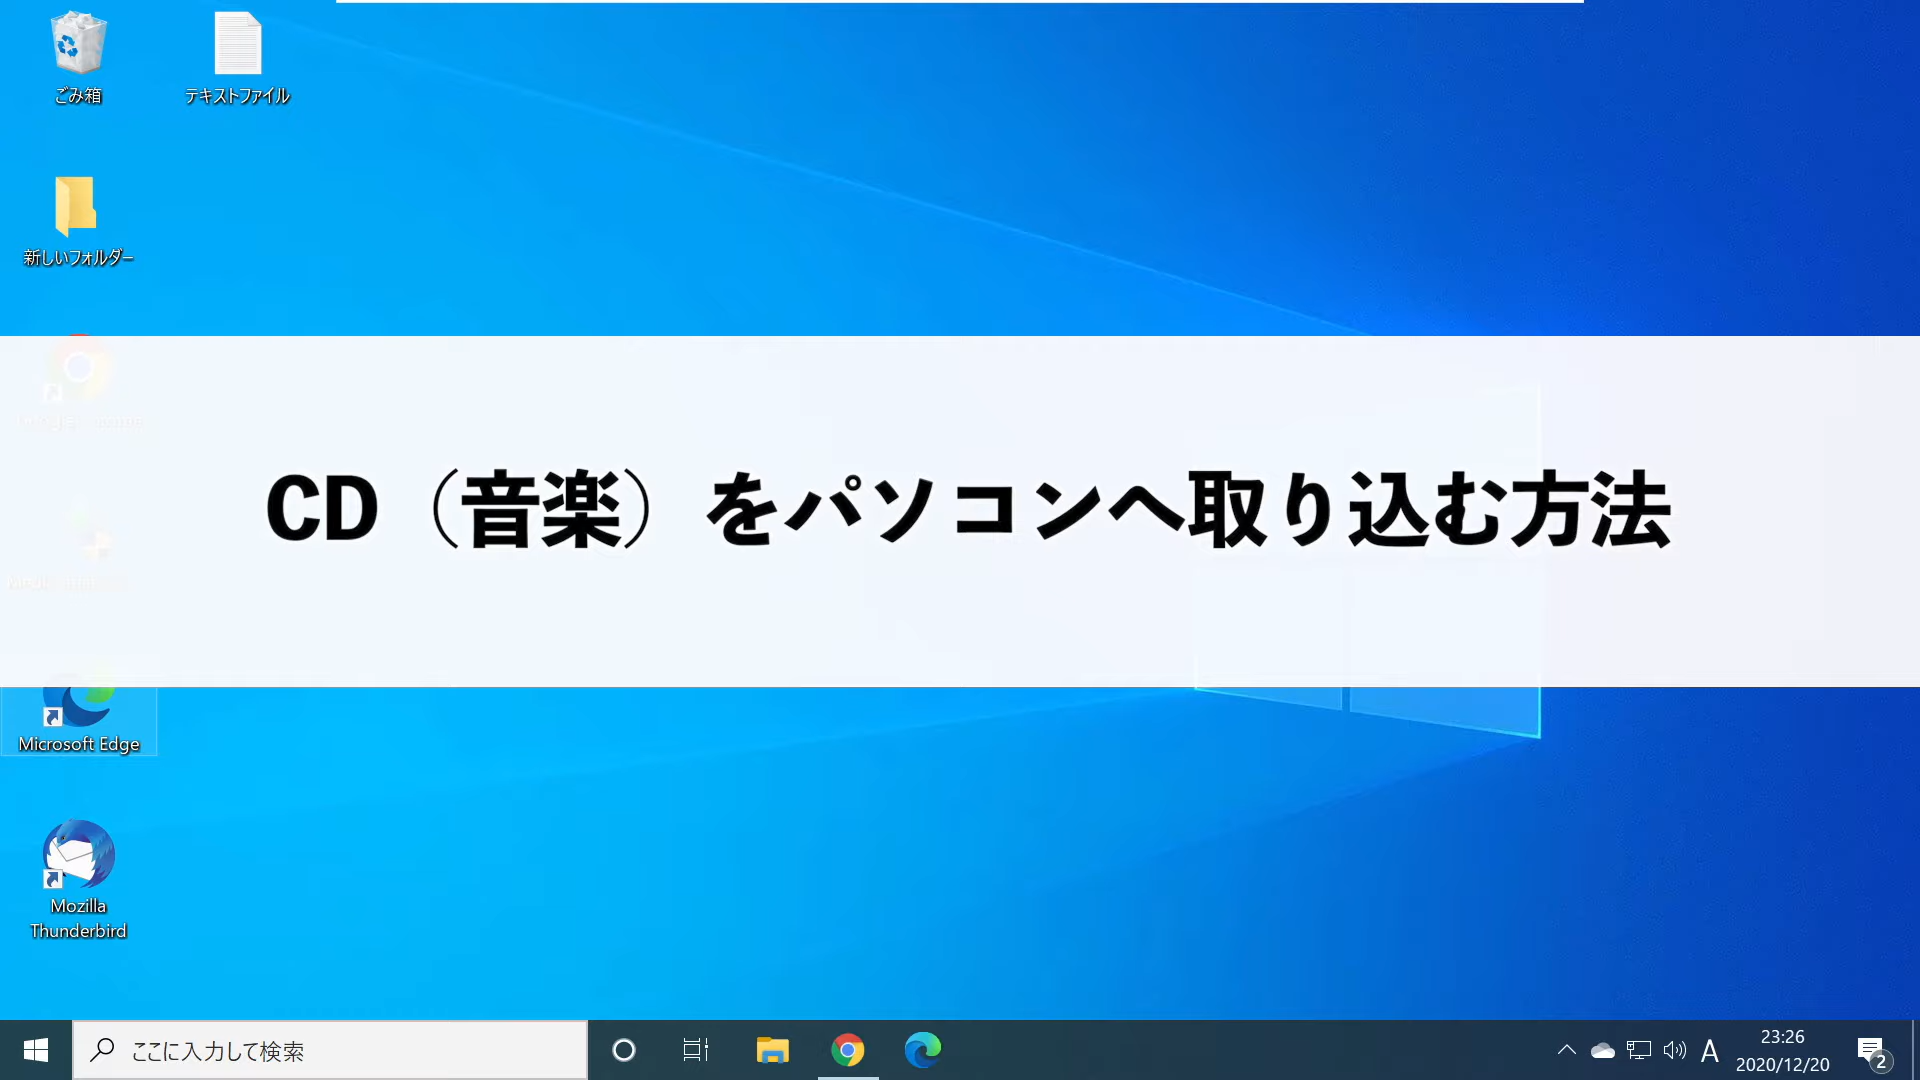 ごみ箱
テキストファイル
新しいフォルダー
CD（音楽）をパソコンへ取り込む方法
Microsoft Edge
Mozilla
Thunderbird
ここに入力して検索
A
23:26
2020/12/20
2